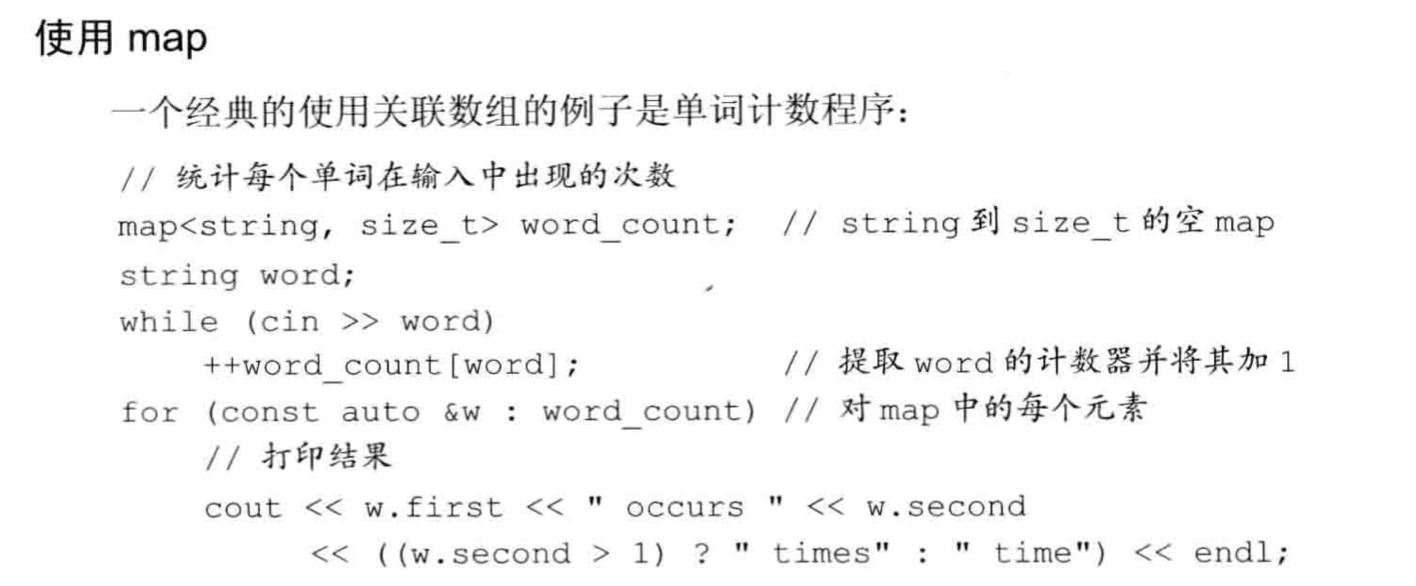 使用 map
一个经典的使用关联数组的例子是单词计数程序：
// 统计每个单词在输入中出现的次数
map<string, size_t> word_count; // string 到 size_t 的空 map
string word;
while (cin >> word)
    ++word_count[word]; // 提取 word 的计数器并将其加 1
for (const auto &w : word_count) // 对 map 中的每个元素
    // 打印结果
    cout << w.first << " occurs " << w.second
         << ((w.second > 1) ? " times" : " time") << endl;